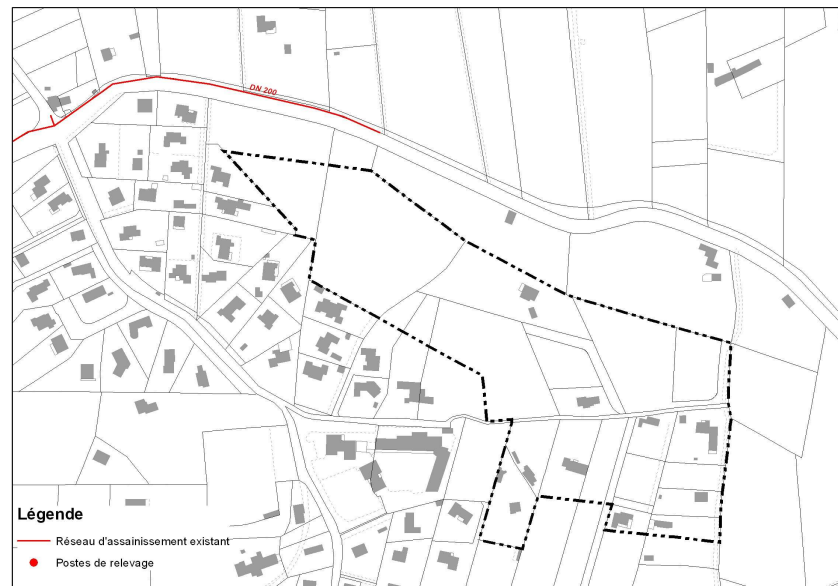 DN 200
Légende
Réseau d'assainissement existant
Postes de relevage